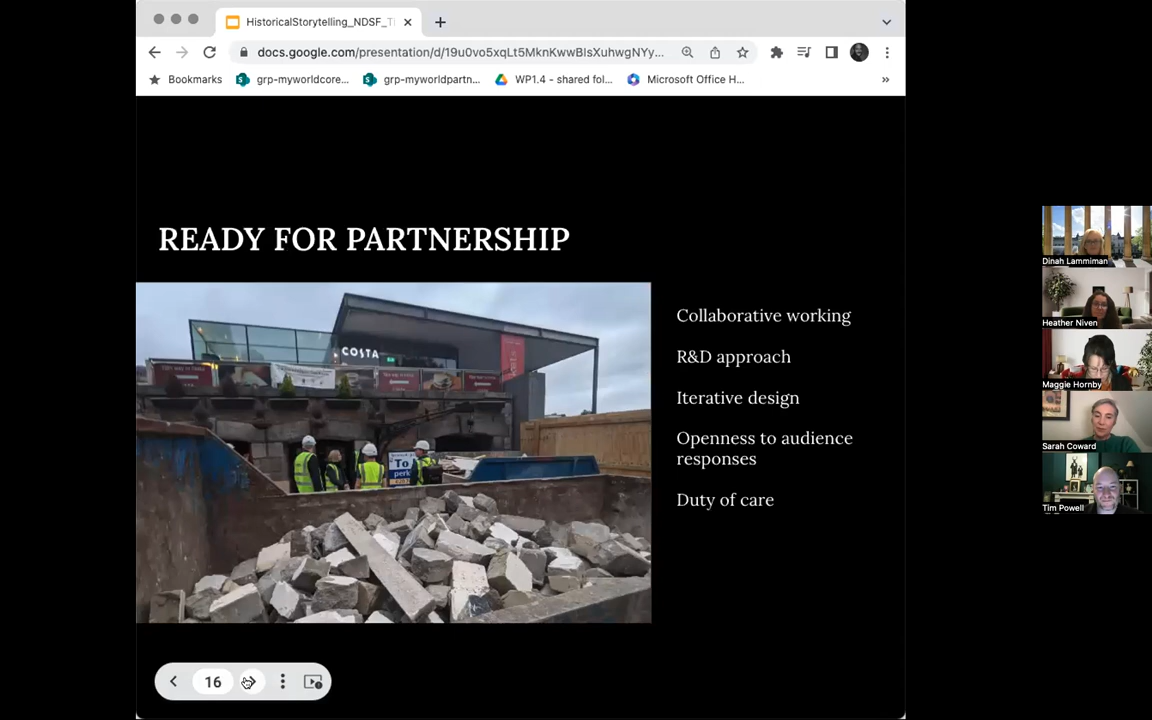 HistoricalStorytelling_NDSF_T
docs.google.com/presentation/d/19u0vo5xqLt5MknKwwBlsXuhwgNYy...
Bookmarks
grp-myworldcore...
grp-myworldpartn...
WP1.4 - shared fol...
Microsoft Office H...
»
READY FOR PARTNERSHIP
COSTA
To
Collaborative working
R&D approach
Iterative design
Openness to audience
responses
Duty of care
16
Dinah Lammiman
Heather Niven
Maggie Hornby
Sarah Coward
Tim Powell